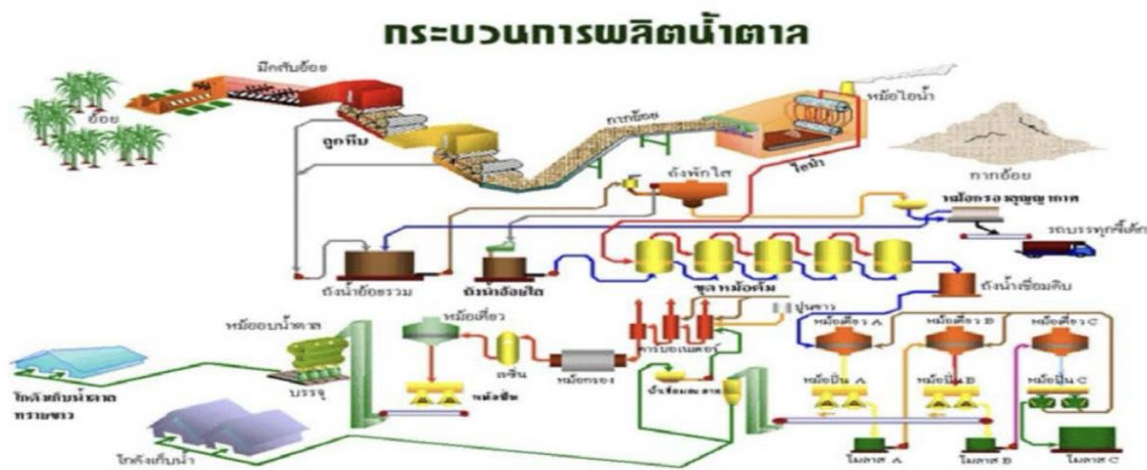 กระบวนการผลิตน้ำตาล
มีดสับอ้อย
หม้อไอน้ำ
อ้อย
กากอ้อย
ลูกหีบ
ไอน้ำ
ถังพักใส
กากอ้อย
หม้อกรองสูญญากาศ
รถบรรทุกขี้เค้ก
ถังน้ำอ้อยรวม
ถังน้ำอ้อยใส
ชุดหม้อต้ม
ถังน้ำเชื่อมดิบ
ปูนขาว
หม้อเคี่ยว
หม้อเคี่ยว A
หม้อเคี่ยว B
หม้อเคี่ยว C
หม้ออบน้ำตาล
คาร์บอเนเตอร์
เรซิ่น
หม้อกรอง
หม้อปั่น A
หม้อปั่น B
หม้อปั่น C
บรรจุ
หม้อปั่น
โกดังเก็บน้ำตาล
ทรายขาว
โกดังเก็บน้ำ
โมลาส A
โมลาส B
โมลาส C